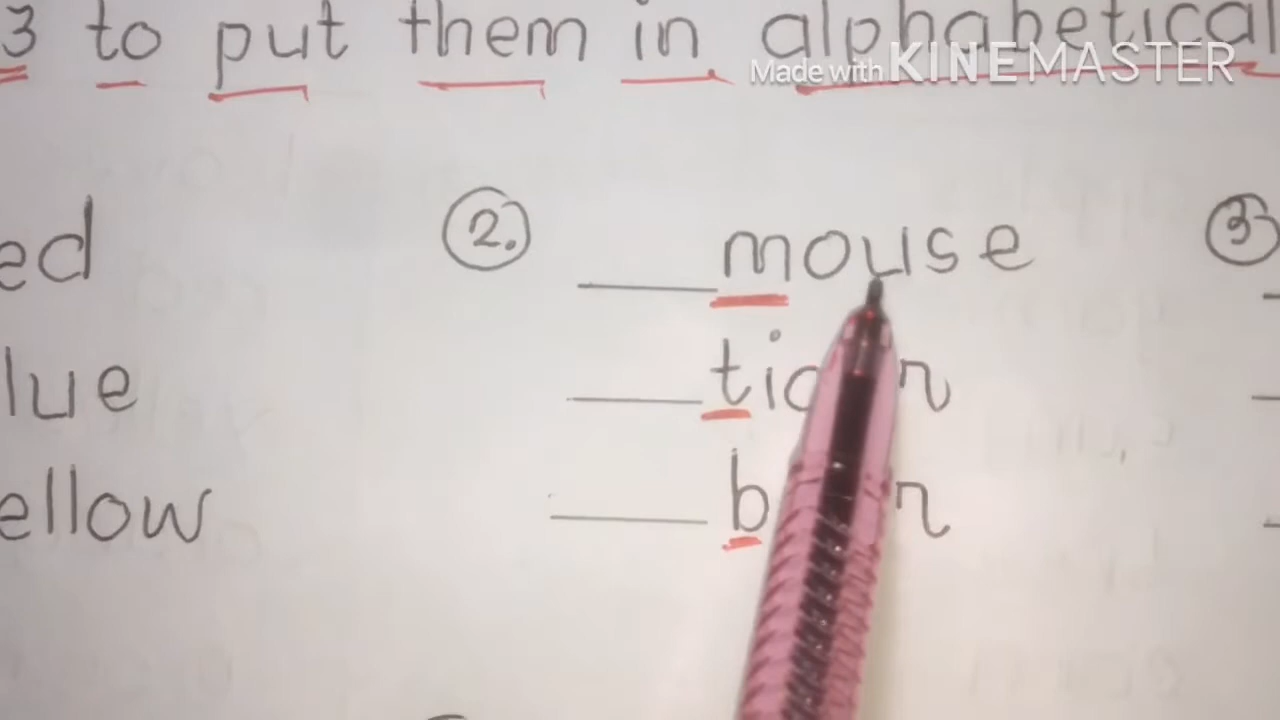 3 to put them in alphabetical
Made with KINEMASTER
ed
2. mouse
3
lue
ellow